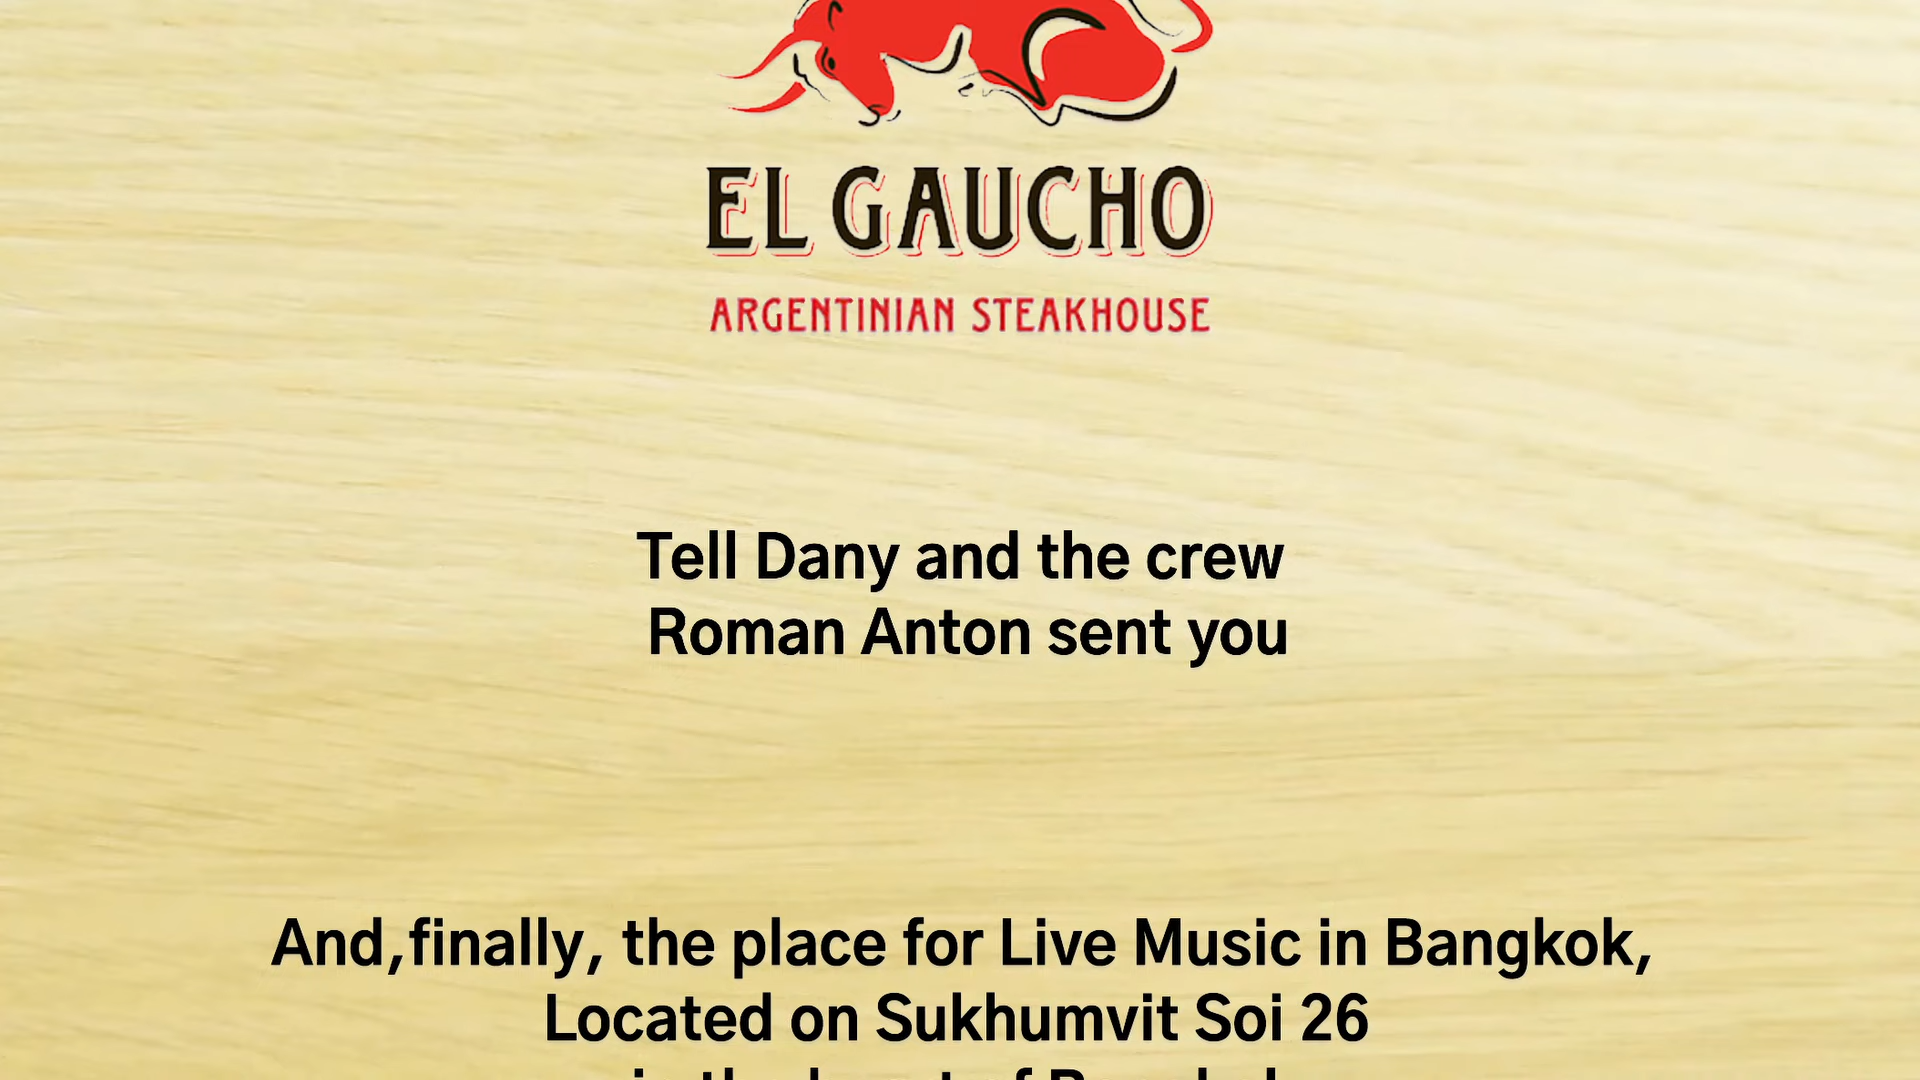 EL GAUCHO
ARGENTINIAN STEAKHOUSE
Tell Dany and the crew
Roman Anton sent you
And,finally, the place for Live Music in Bangkok,
Located on Sukhumvit Soi 26